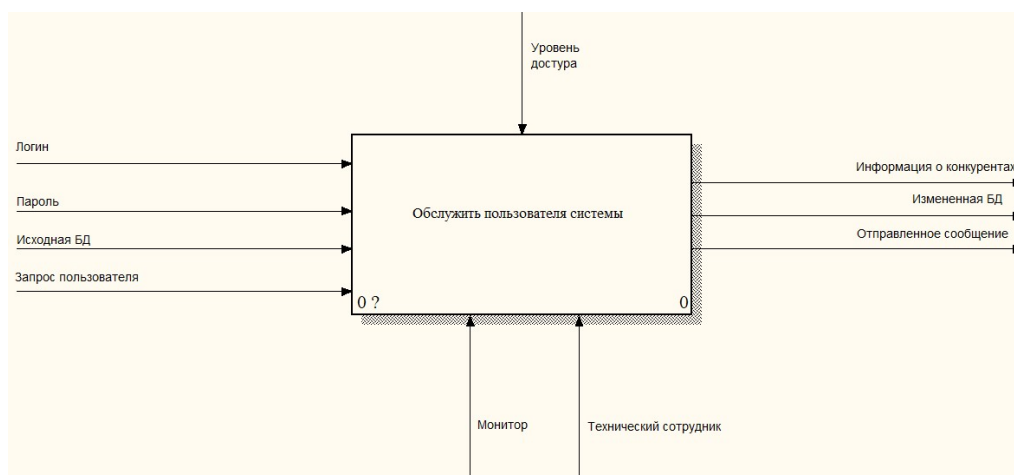 Уровень
достура
Логин
Информация о конкурентах
Пароль
Измененная БД
Обслужить пользователя системы
Исходная БД
Отправленное сообщение
Запрос пользователя
0 ?
0
Монитор
Технический сотрудник